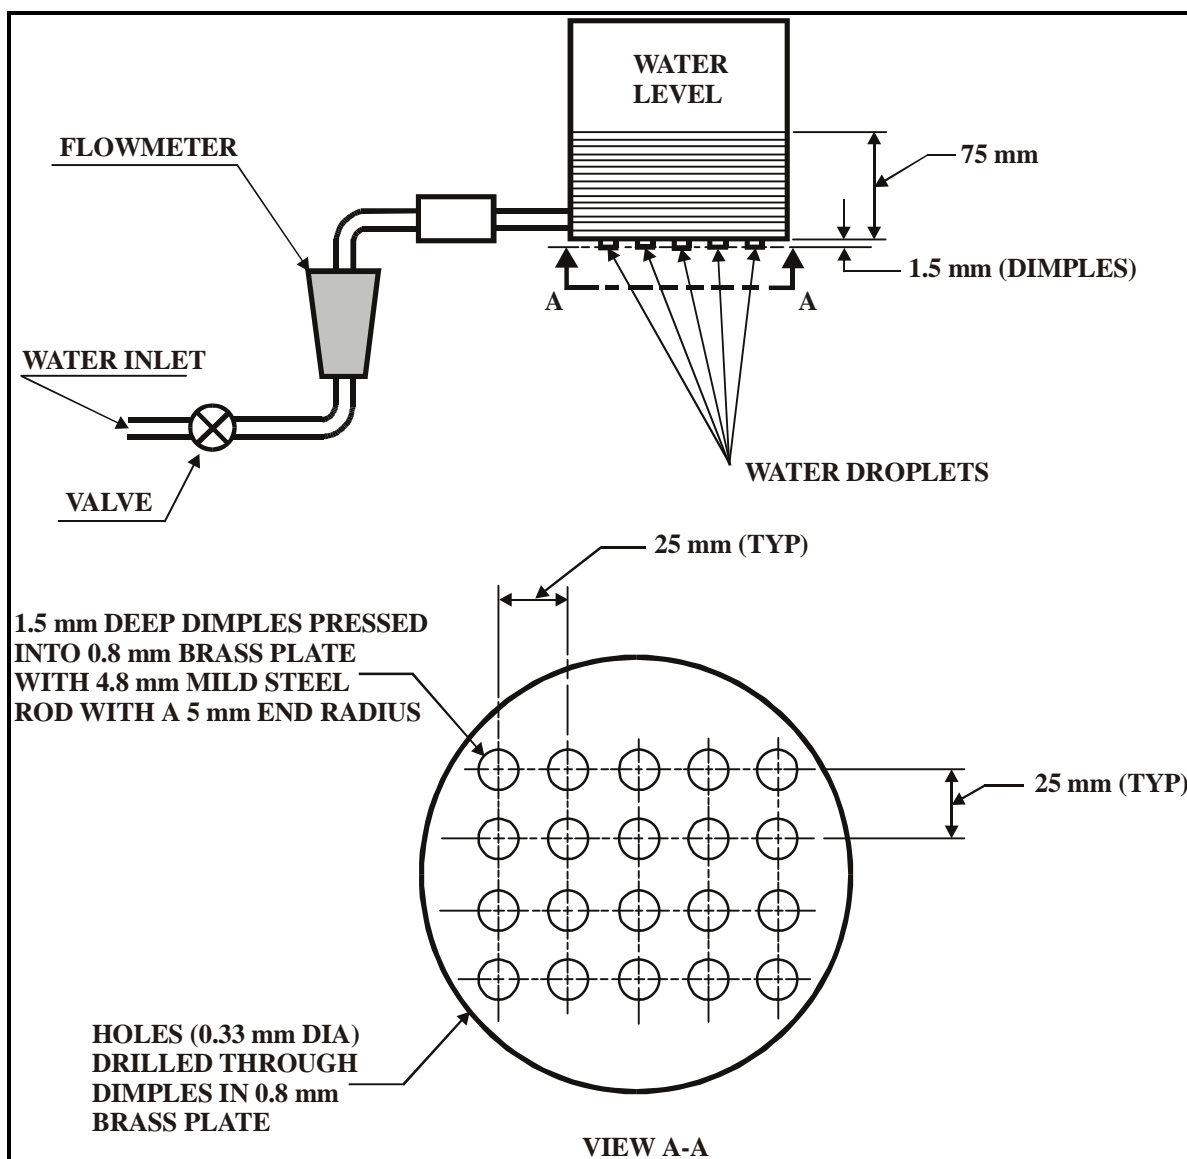 WATER
LEVEL
FLOWMETER
75 mm
1.5 mm (DIMPLES)
A
A
WATER INLET
WATER DROPLETS
VALVE
25 mm (TYP)
1.5 mm DEEP DIMPLES PRESSED
INTO 0.8 mm BRASS PLATE
WITH 4.8 mm MILD STEEL
ROD WITH A 5 mm END RADIUS
25 mm (TYP)
HOLES (0.33 mm DIA)
DRILLED THROUGH
DIMPLES IN 0.8 mm
BRASS PLATE
VIEW A-A